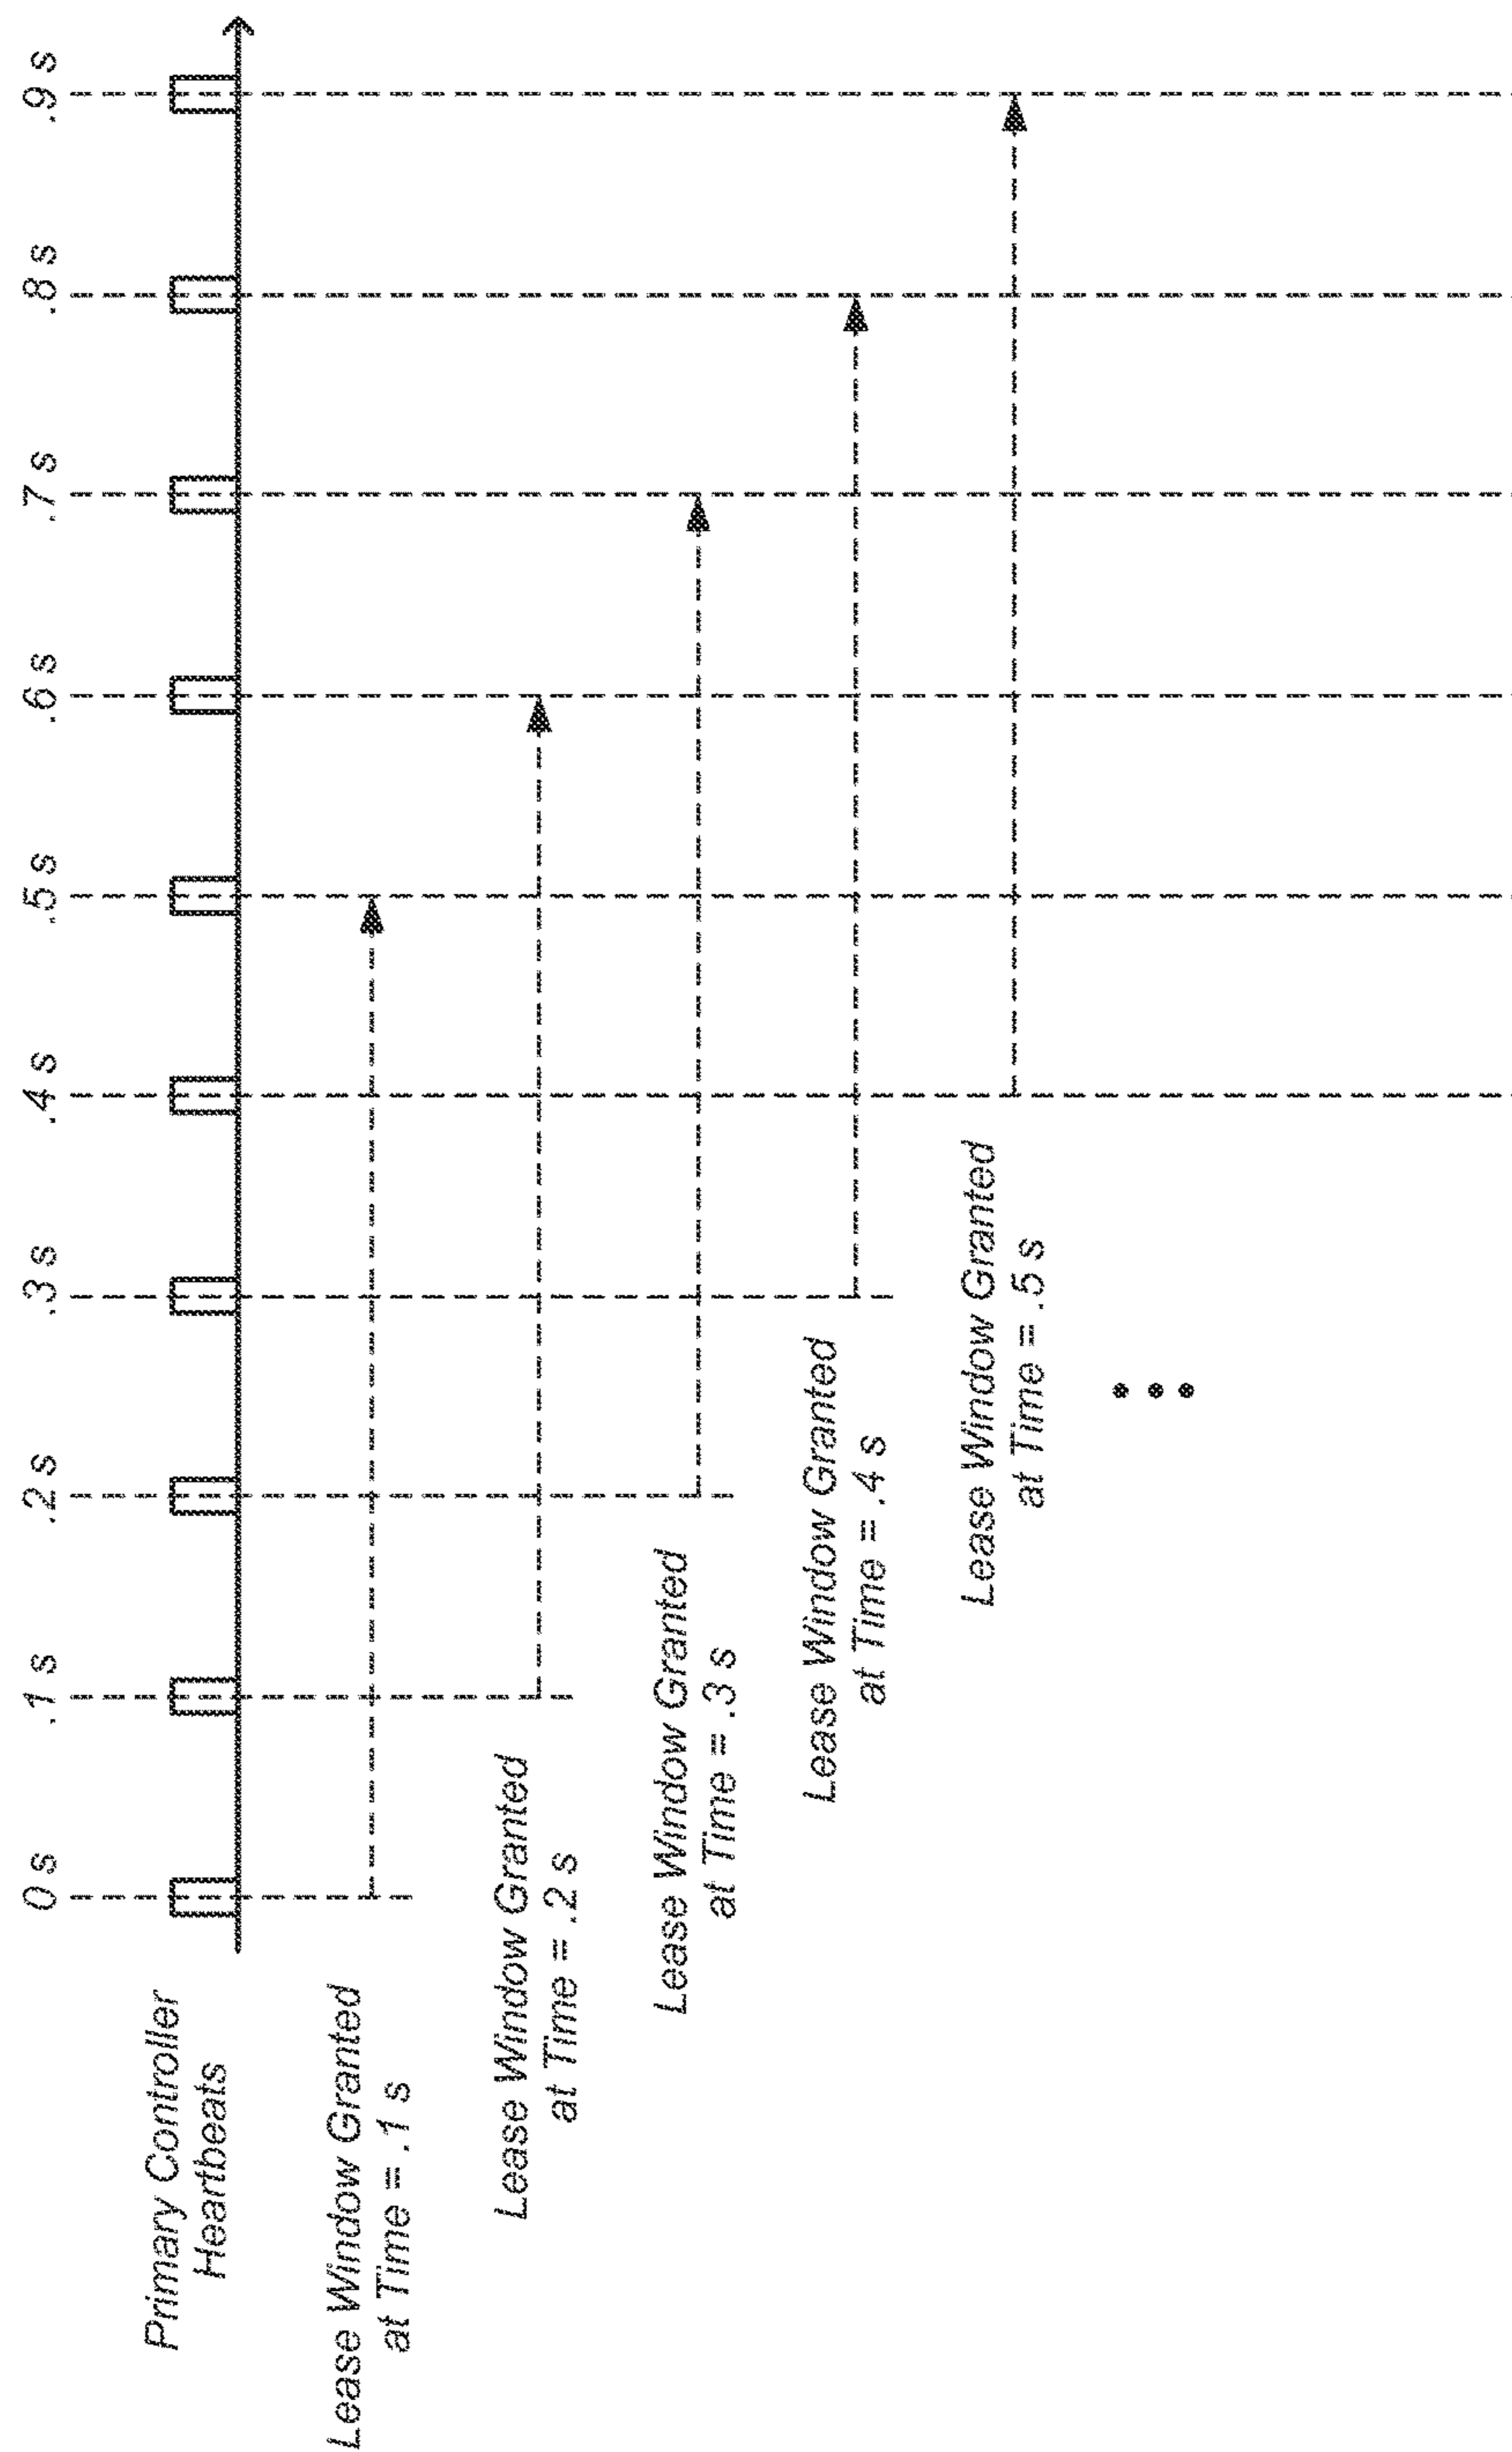 0 s
.1 s
.2 s
.3 s
.4 s
.5 s
.6 s
.7 s
.8 s
.9 s
Primary Controller
Heartbeats
Lease Window Granted
at Time = .1 s
Lease Window Granted
at Time = .2 s
Lease Window Granted
at Time = .3 s
Lease Window Granted
at Time = .4 s
Lease Window Granted
at Time = .5 s